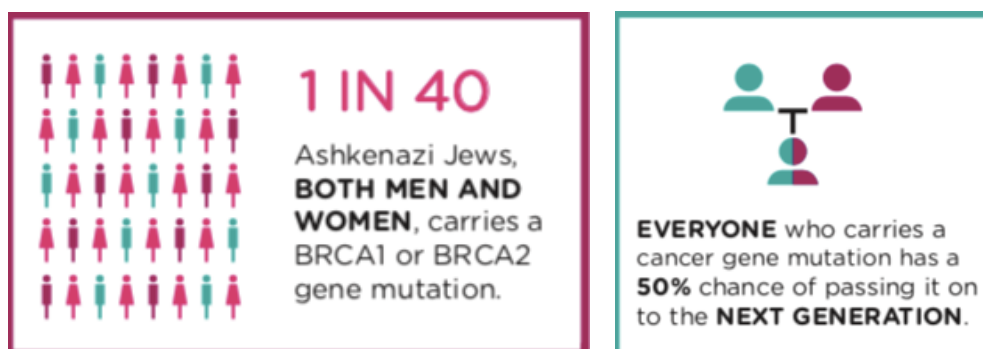 1 IN 40
Ashkenazi Jews,
BOTH MEN AND
WOMEN, carries a
BRCA1 or BRCA2
gene mutation.
EVERYONE who carries a
cancer gene mutation has a
50% chance of passing it on
to the NEXT GENERATION.